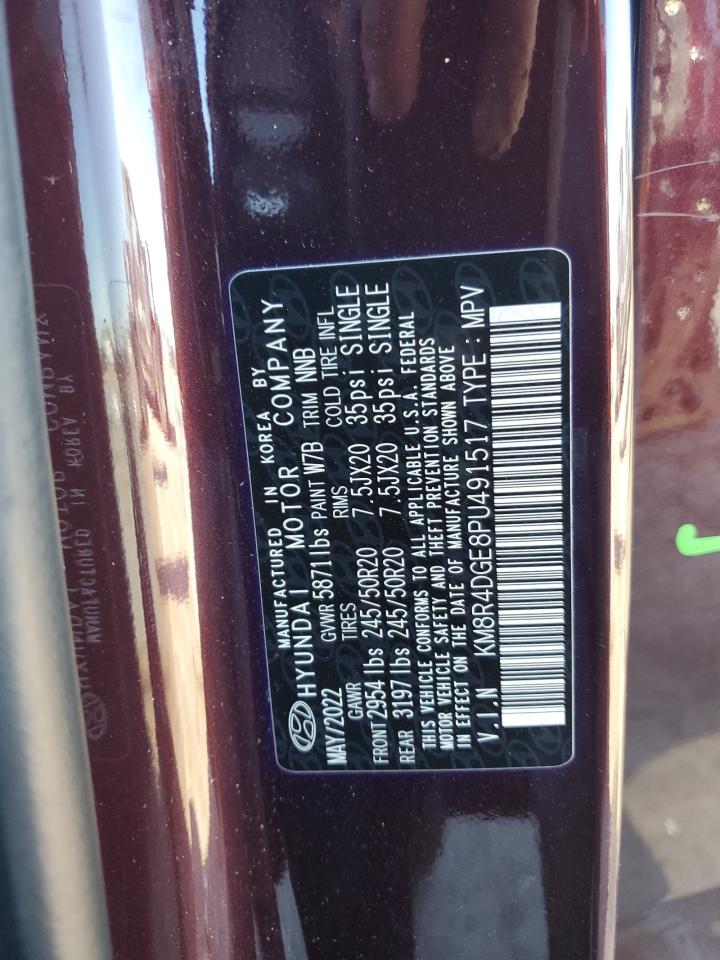 MANUFACTURED IN KOREA BY
HYUNDAI MOTOR COMPANY
MAY/2022 GVWR 5871lbs PAINT W7B TRIM NNB
GAWR TIRES RIMS COLD TIRE INFL
FRONT 2954 lbs 245/50R20 7.5JX20 35psi SINGLE
REAR 3197 lbs 245/50R20 7.5JX20 35psi SINGLE
THIS VEHICLE CONFORMS TO ALL APPLICABLE U.S.A. FEDERAL
MOTOR VEHICLE SAFETY AND THEFT PREVENTION STANDARDS
IN EFFECT ON THE DATE OF MANUFACTURE SHOWN ABOVE
V.I.N KM8R4DGE8PU491517 TYPE : MPV